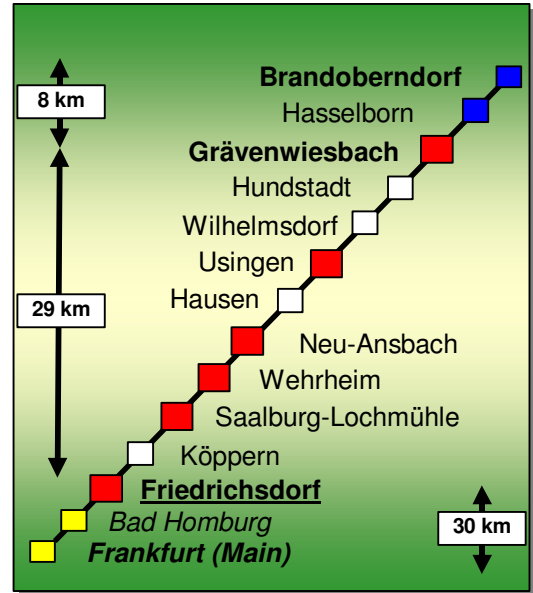 Brandoberndorf
8 km
Hasselborn
Grävenwiesbach
Hundstadt
Wilhelmsdorf
Usingen
Hausen
29 km
Neu-Ansbach
Wehrheim
Saalburg-Lochmühle
Köppern
Friedrichsdorf
Bad Homburg
30 km
Frankfurt (Main)